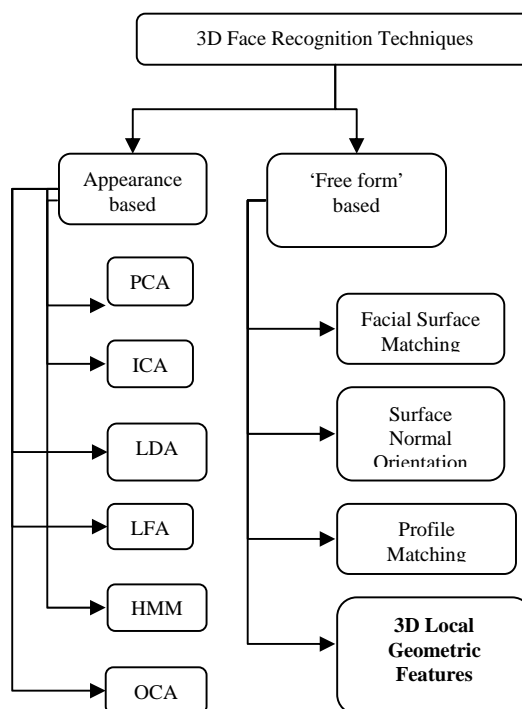 3D Face Recognition Techniques
Appearance
based
‘Free form’
based
PCA
ICA
LDA
LFA
HMM
OCA
Facial Surface
Matching
Surface
Normal
Orientation
Profile
Matching
3D Local
Geometric
Features